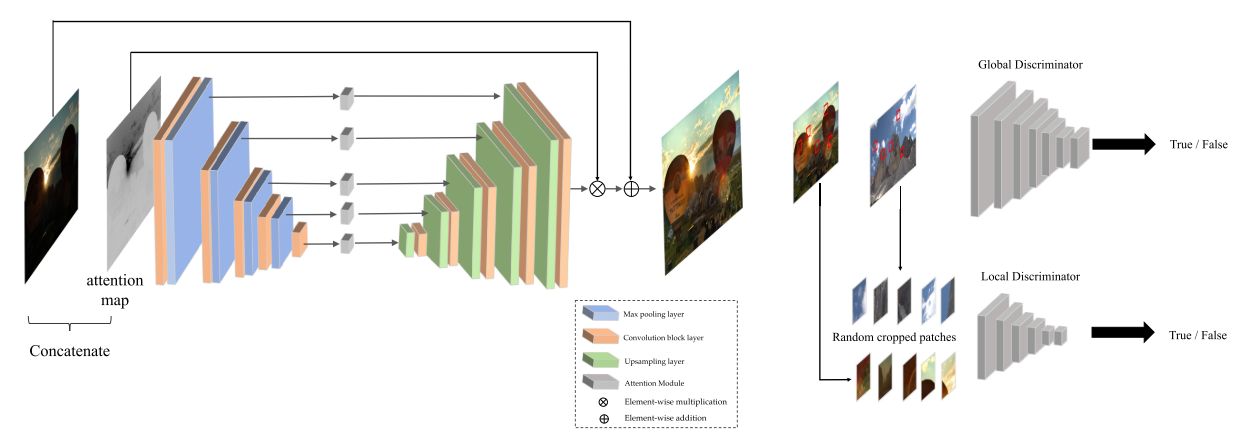 attention
map
Concatenate
Max pooling layer
Convolution block layer
Upsampling layer
Attention Module
Element-wise multiplication
Element-wise addition
Global Discriminator
True / False
Local Discriminator
Random cropped patches
True / False